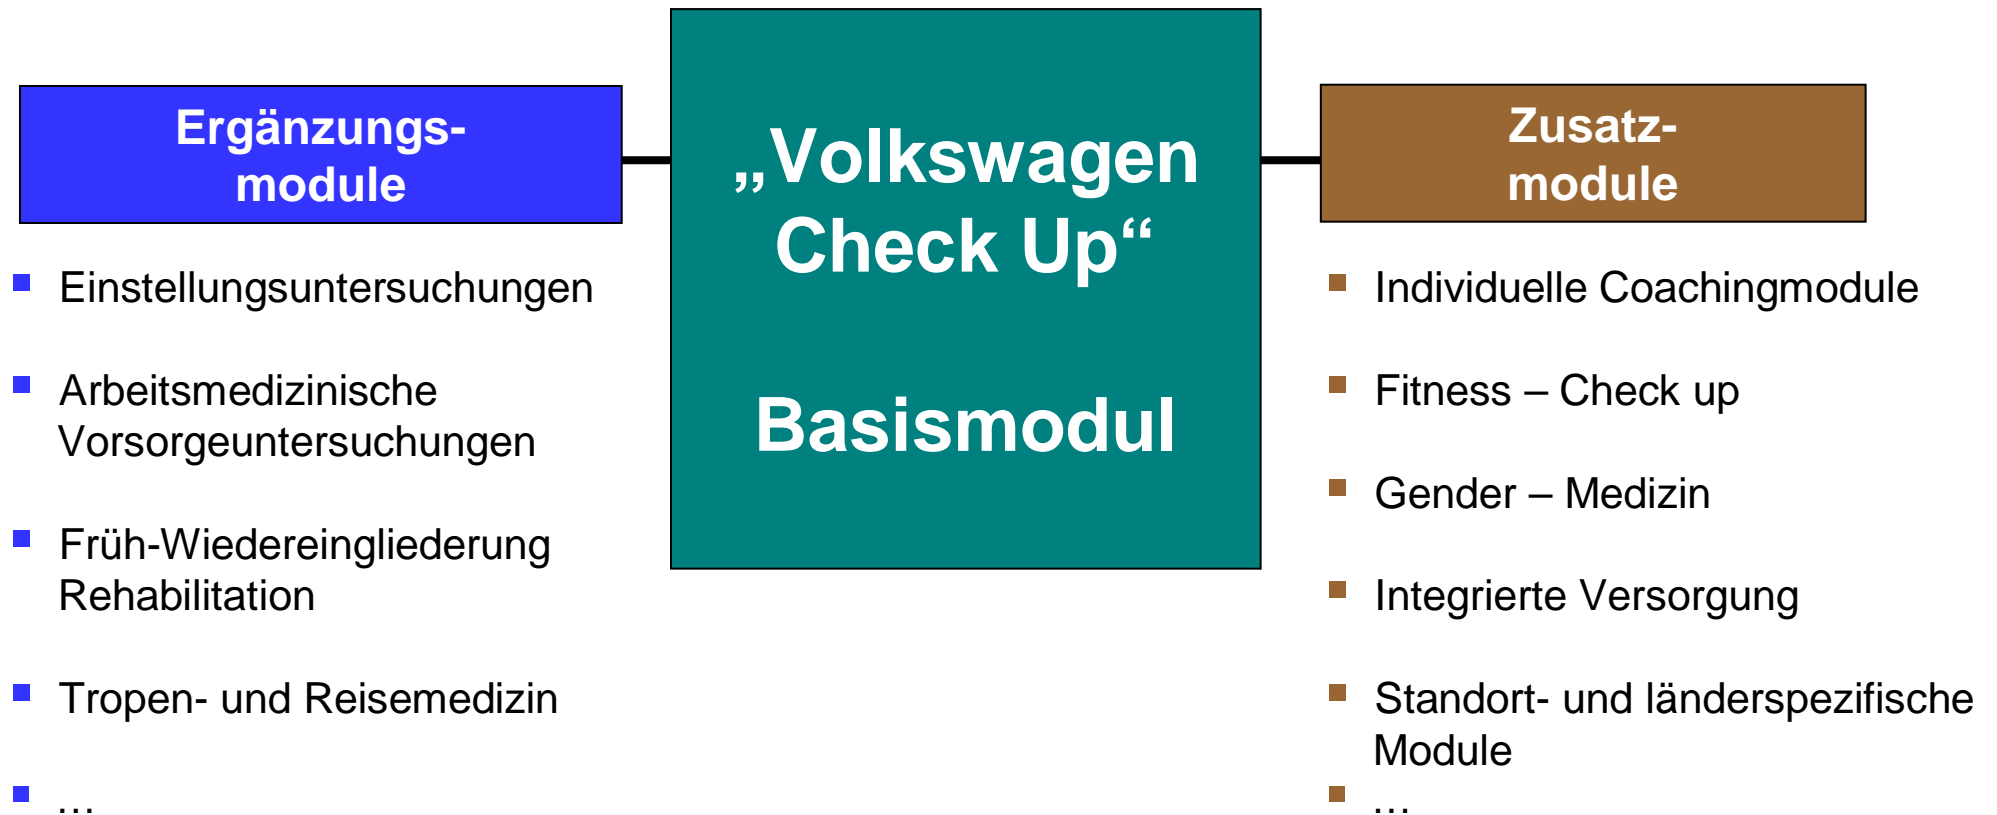 Ergänzungs-
module
Einstellungsuntersuchungen
Arbeitsmedizinische
Vorsorgeuntersuchungen
Früh-Wiedereingliederung
Rehabilitation
Tropen- und Reisemedizin
...
„Volkswagen
Check Up“
Basismodul
Zusatz-
module
Individuelle Coachingmodule
Fitness – Check up
Gender – Medizin
Integrierte Versorgung
Standort- und länderspezifische
Module
...